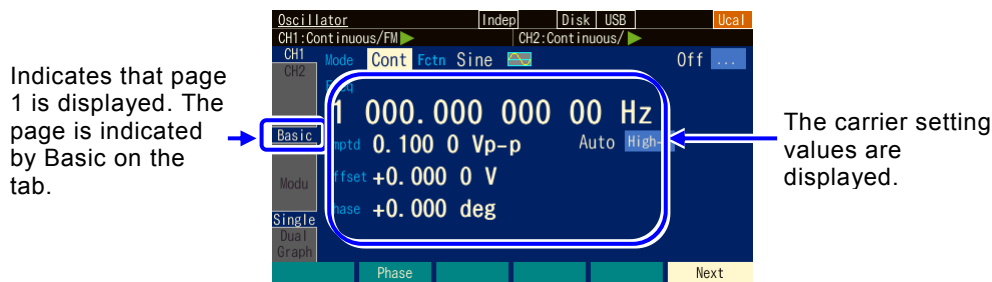 Oscillator Indep Disk USB Ucal
CH1:Continuous/FM CH2:Continuous/
CH1 Mode Cont Fctn Sine Off ...
CH2
1 000.000 000 00 Hz
Basic 0.100 0 Vp-p Auto High-
+0.000 0 V
Modu
+0.000 deg
Single
Dual
Graph
Phase Next
Indicates that page
1 is displayed. The
page is indicated
by Basic on the
tab.
The carrier setting
values are
displayed.